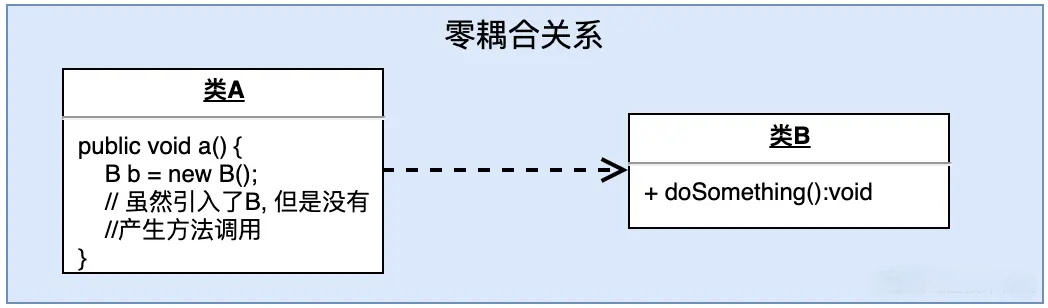 零耦合关系
类A
public void a() {
B b = new B();
// 虽然引入了B, 但是没有
//产生方法调用
}
类B
+ doSomething():void